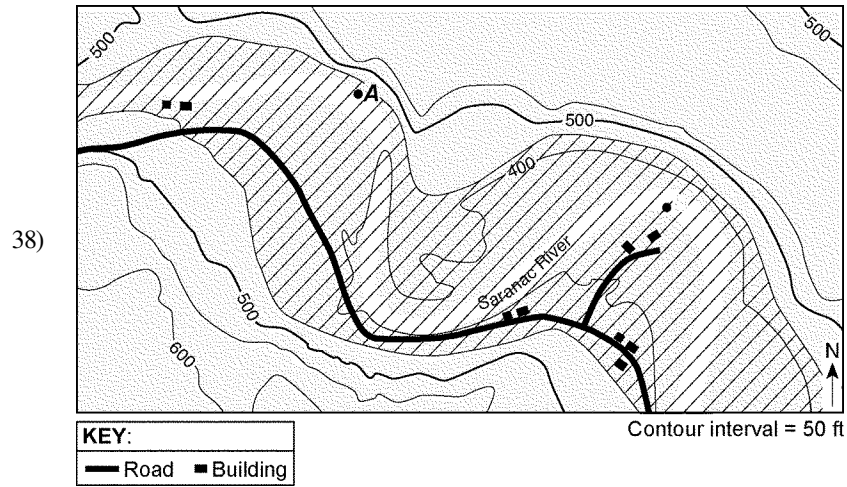 500
500
A
500
400
38)
Saranac River
500
600
N
KEY:
Road Building
Contour interval = 50 ft